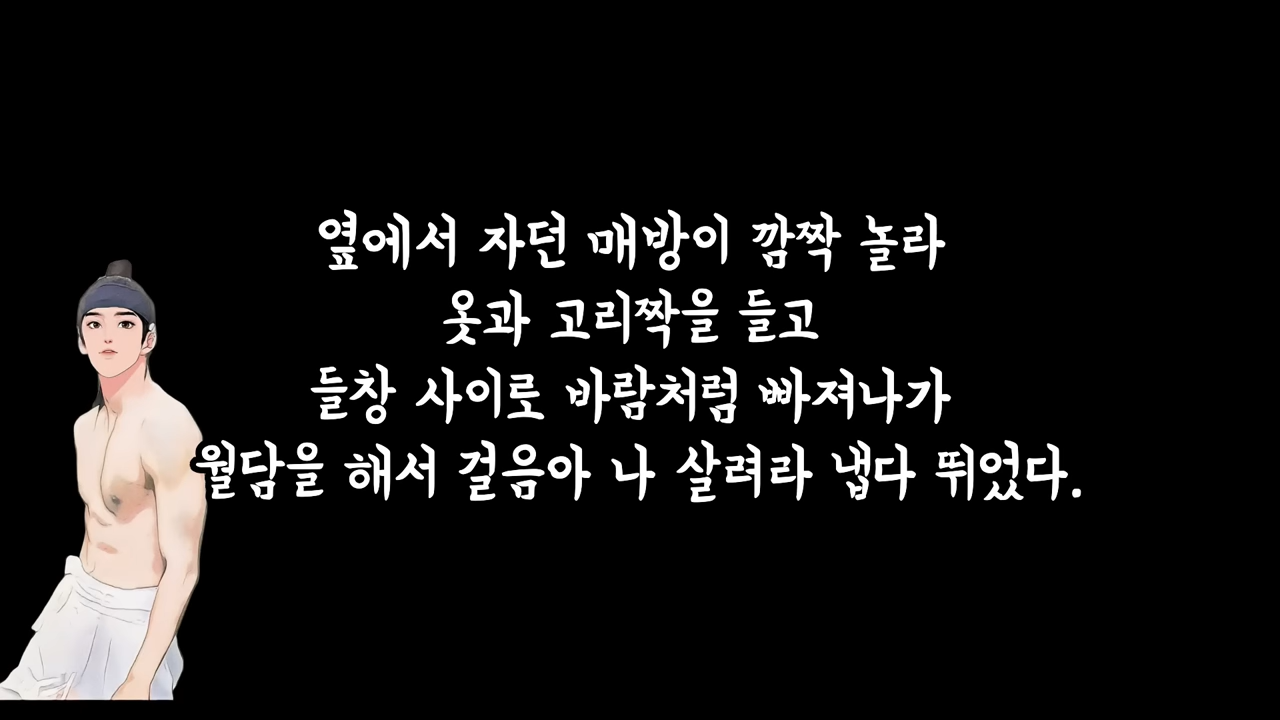 옆에서 자던 매방이 깜짝 놀라
옷과 고리짝을 들고
들창 사이로 바람처럼 빠져나가
월담을 해서 걸음아 나 살려라 냅다 뛰었다.